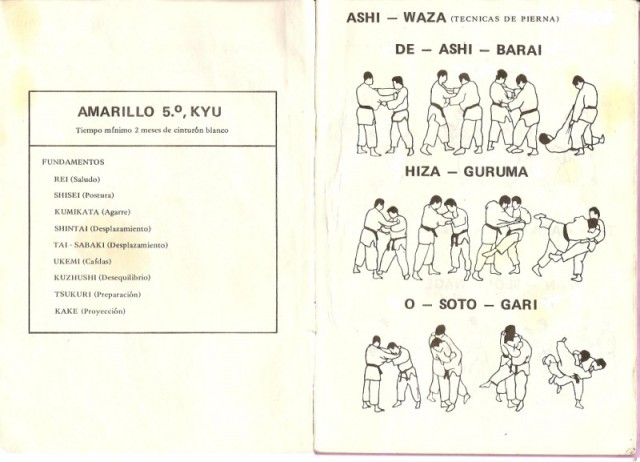 AMARILLO 5.º, KYU
Tiempo mínimo 2 meses de cinturón blanco
FUNDAMENTOS
REI (Saludo)
SHISEI (Postura)
KUMIKATA (Agarre)
SHINTAI (Desplazamiento)
TAI - SABAKI (Desplazamiento)
UKEMI (Caídas)
KUZHUSHI (Desequilibrio)
TSUKURI (Preparación)
KAKE (Proyección)
ASHI — WAZA (TECNICAS DE PIERNA)
DE — ASHI — BARAI
HIZA — GURUMA
O — SOTO — GARI